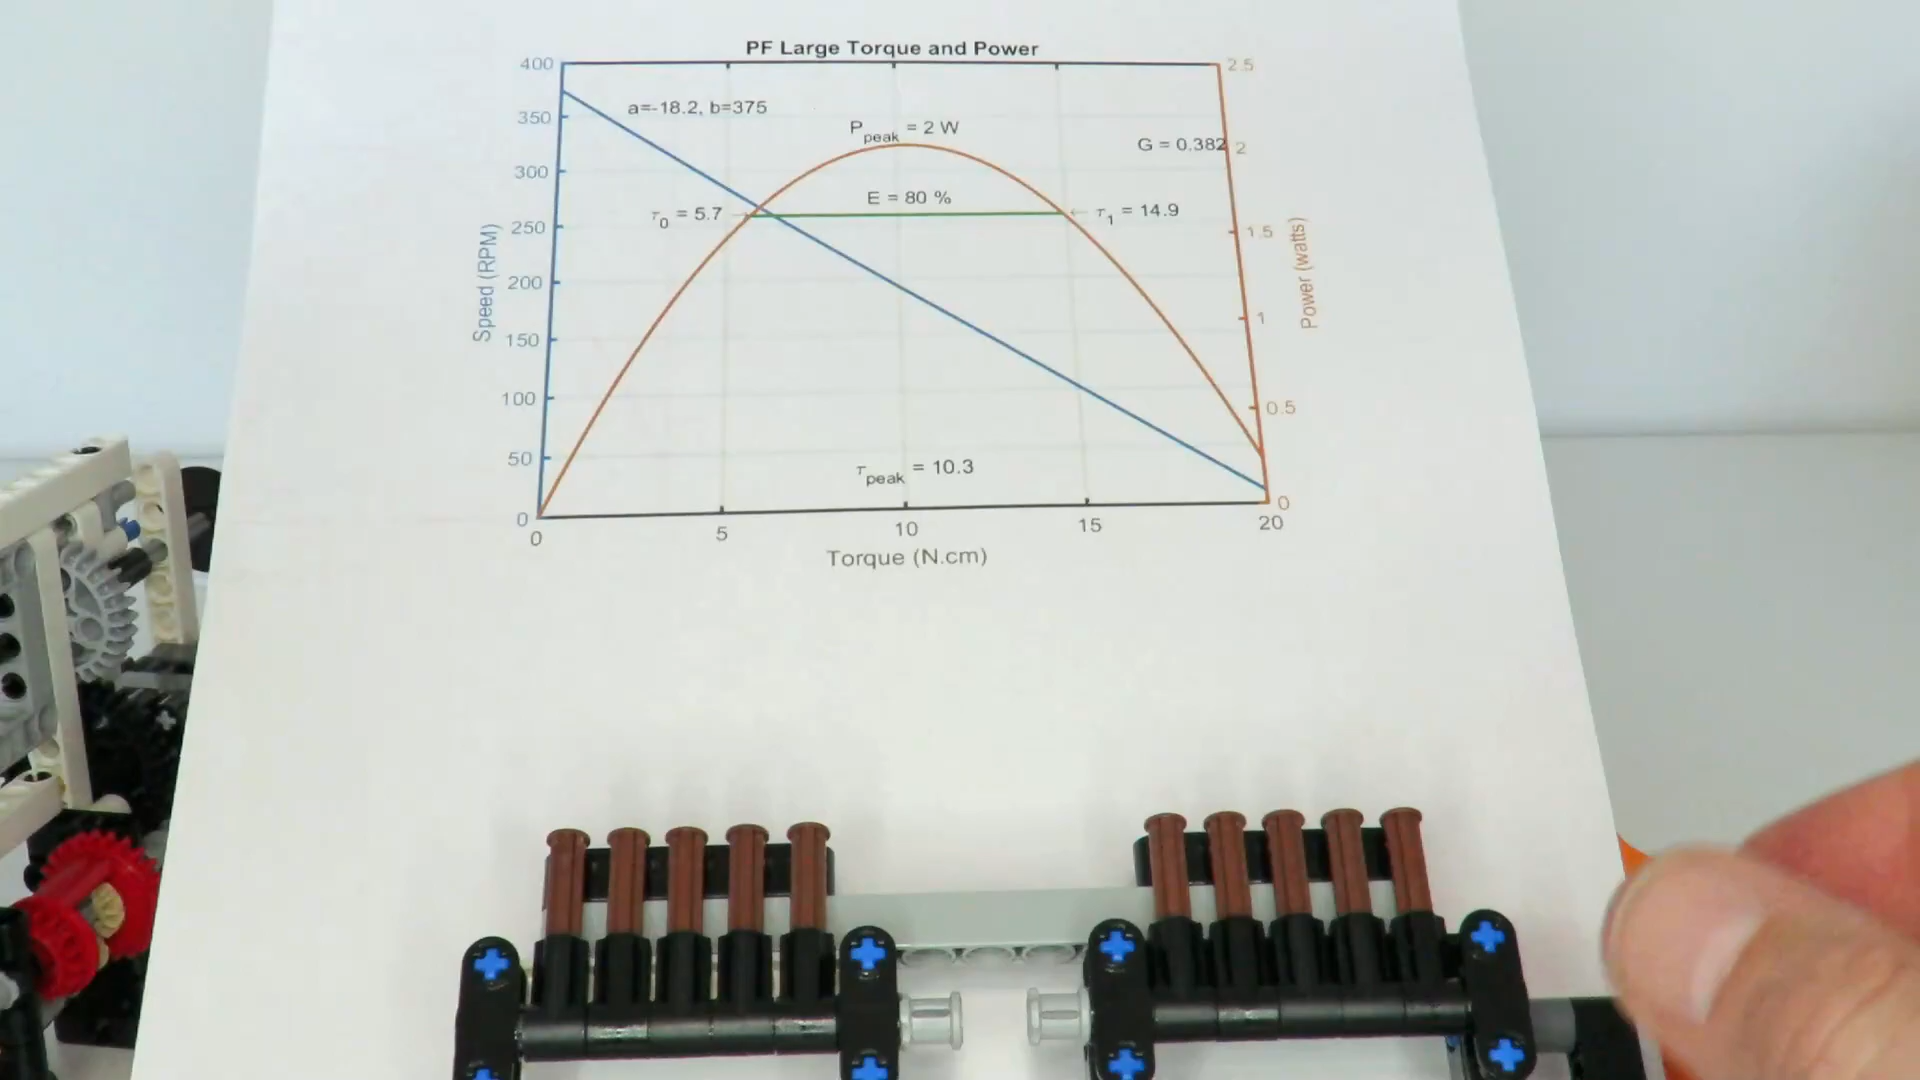 PF Large Torque and Power
400
350
300
250
200
150
100
50
0
Speed (RPM)
a=-18.2, b=375
Ppeak = 2 W
G = 0.382
E = 80 %
τ0 = 5.7
τ1 = 14.9
τpeak = 10.3
2.5
2
1.5
1
0.5
0
Power (watts)
0 5 10 15 20
Torque (N.cm)